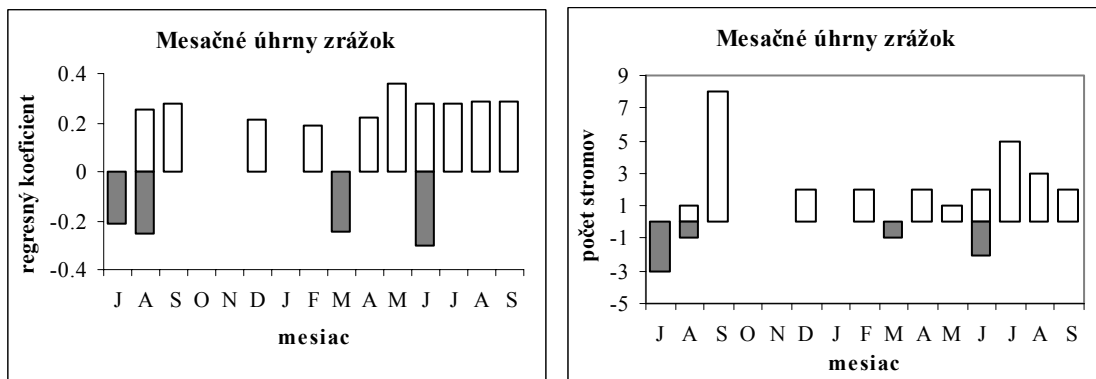 Mesačné úhrny zrážok
regresný koeficient
0.4
0.2
0
-0.2
-0.4
J A S O N D J F M A M J J A S
mesiac
Mesačné úhrny zrážok
počet stromov
9
7
5
3
1
-1
-3
-5
J A S O N D J F M A M J J A S
mesiac